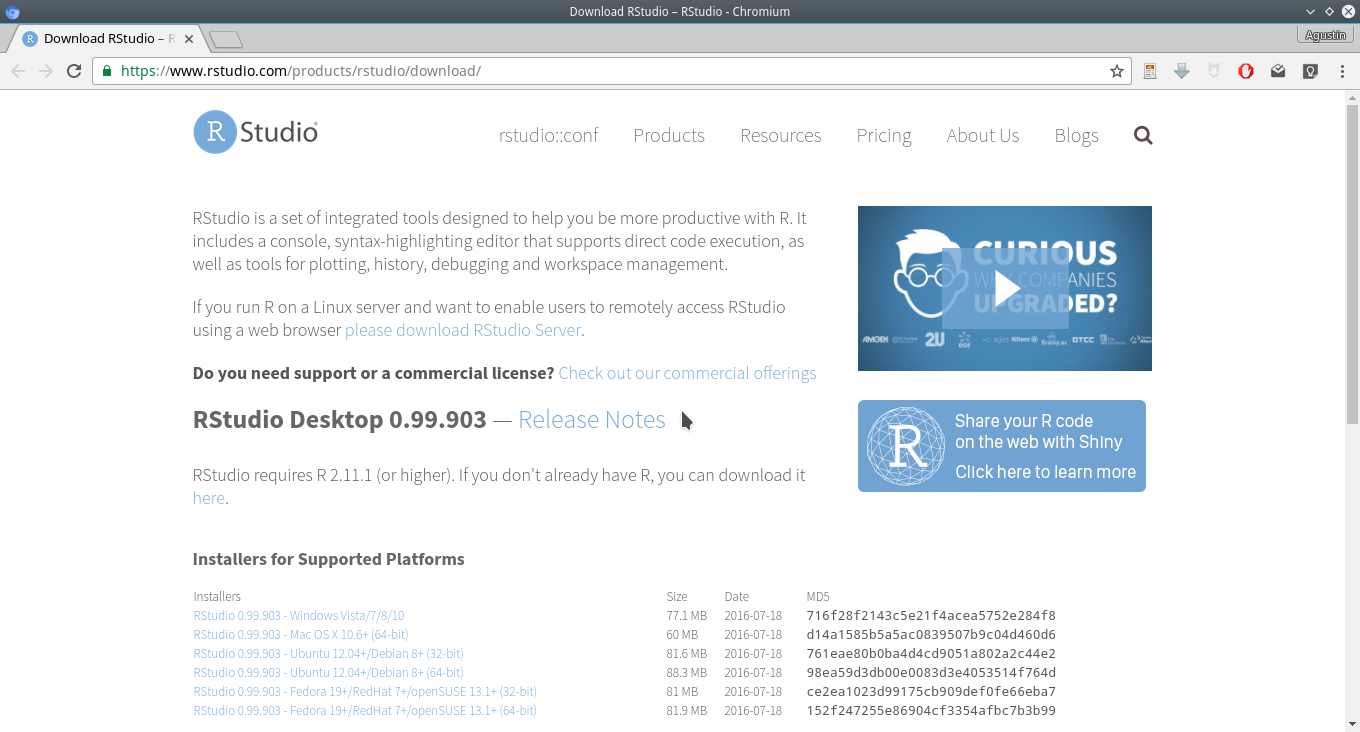 Download RStudio – RStudio - Chromium
Download RStudio – R
Agustín
https://www.rstudio.com/products/rstudio/download/
R Studio
rstudio::conf Products Resources Pricing About Us Blogs
RStudio is a set of integrated tools designed to help you be more productive with R. It
includes a console, syntax-highlighting editor that supports direct code execution, as
well as tools for plotting, history, debugging and workspace management.
If you run R on a Linux server and want to enable users to remotely access RStudio
using a web browser please download RStudio Server.
Do you need support or a commercial license? Check out our commercial offerings
RStudio Desktop 0.99.903 — Release Notes
RStudio requires R 2.11.1 (or higher). If you don't already have R, you can download it
here.
CURIOUS
WHY COMPANIES
UPGRADED?
AMGEN 2U epf Allianz Brainly.ac DTCC
R
Share your R code
on the web with Shiny
Click here to learn more
Installers for Supported Platforms
Installers Size Date MD5
RStudio 0.99.903 - Windows Vista/7/8/10 77.1 MB 2016-07-18 716f28f2143c5e21f4acea5752e284f8
RStudio 0.99.903 - Mac OS X 10.6+ (64-bit) 60 MB 2016-07-18 d14a1585b5a5ac0839507b9c04d460d6
RStudio 0.99.903 - Ubuntu 12.04+/Debian 8+ (32-bit) 81.6 MB 2016-07-18 761eae80b0ba4d4cd9051a802a2c44e2
RStudio 0.99.903 - Ubuntu 12.04+/Debian 8+ (64-bit) 88.3 MB 2016-07-18 98ea59d3db00e0083d3e4053514f764d
RStudio 0.99.903 - Fedora 19+/RedHat 7+/openSUSE 13.1+ (32-bit) 81 MB 2016-07-18 ce2ea1023d99175cb909def0fe66eba7
RStudio 0.99.903 - Fedora 19+/RedHat 7+/openSUSE 13.1+ (64-bit) 81.9 MB 2016-07-18 152f247255e86904cf3354afbc7b3b99